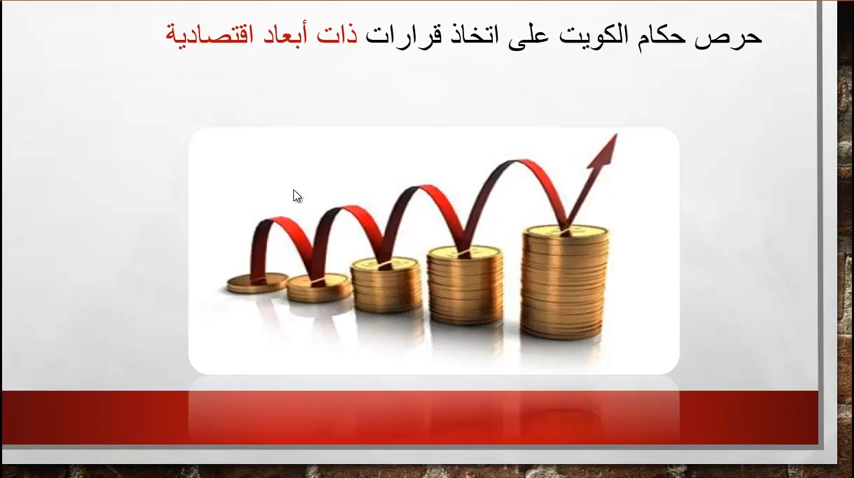 حرص حكام الكويت على اتخاذ قرارات ذات أبعاد اقتصادية